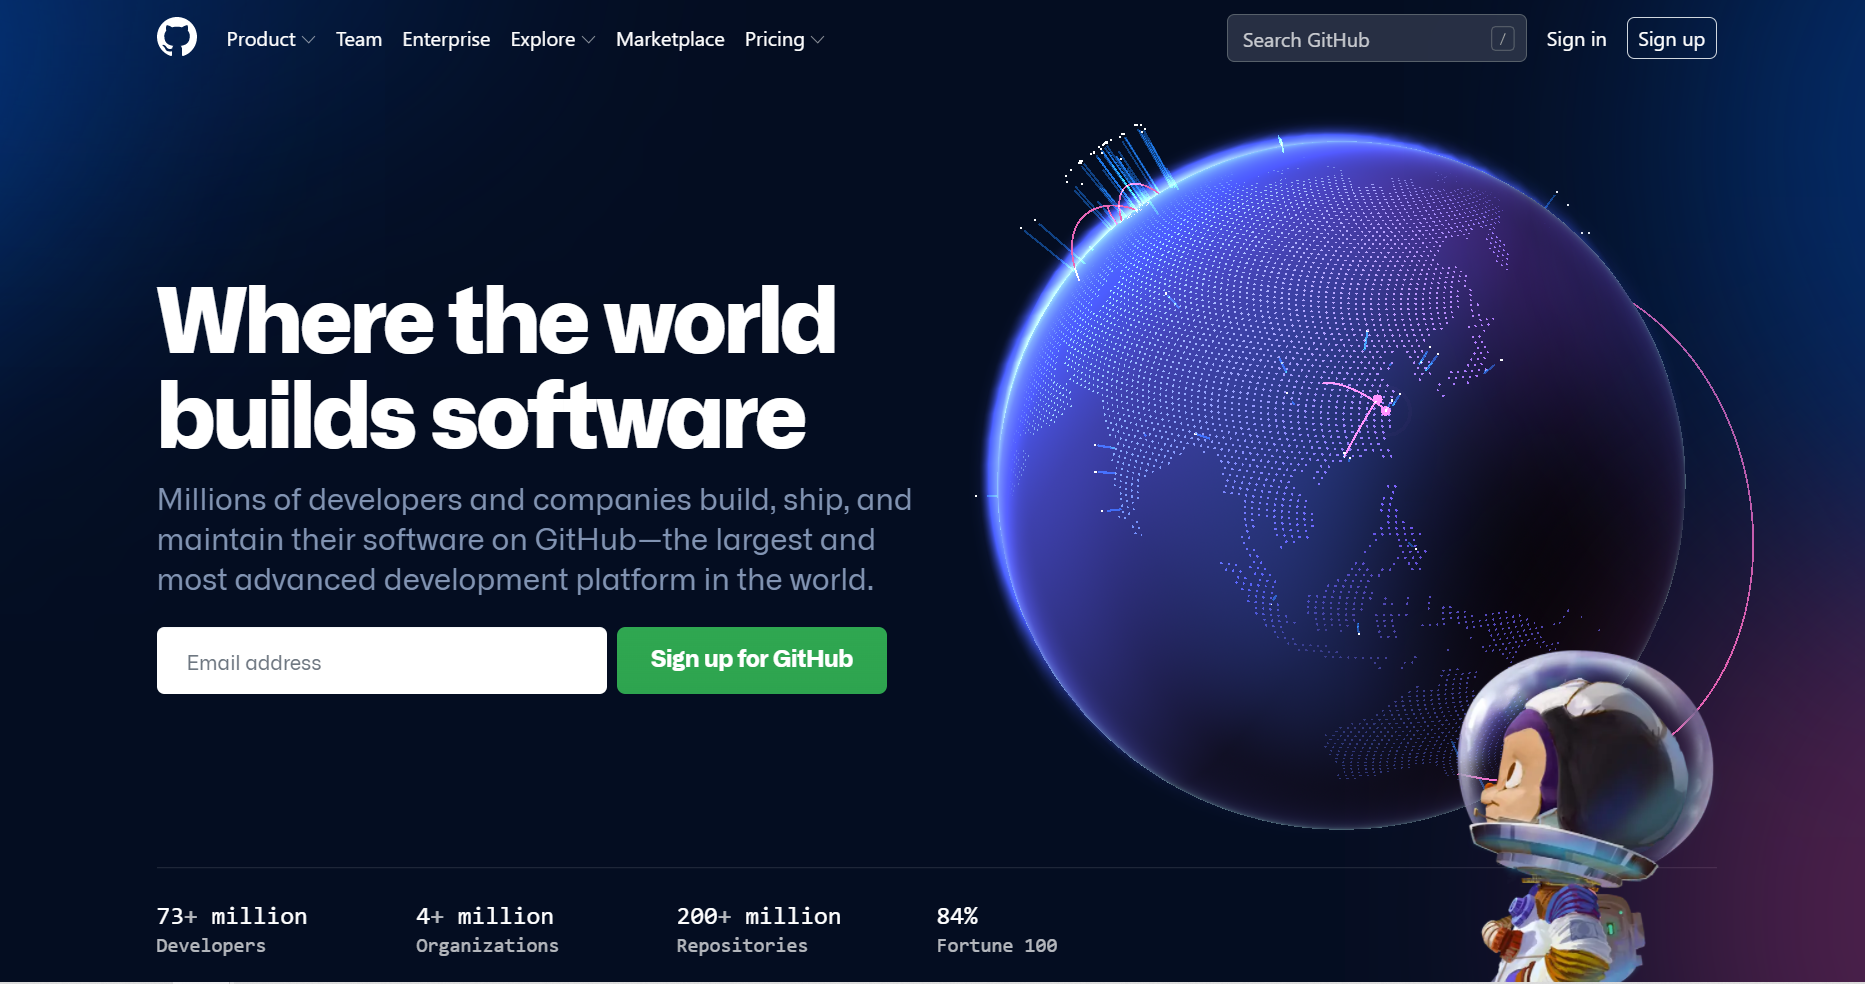 Product
Team
Enterprise
Explore
Marketplace
Pricing
Search GitHub
/
Sign in
Sign up
Where the world
builds software
Millions of developers and companies build, ship, and
maintain their software on GitHub—the largest and
most advanced development platform in the world.
Email address
Sign up for GitHub
73+ million
Developers
4+ million
Organizations
200+ million
Repositories
84%
Fortune 100